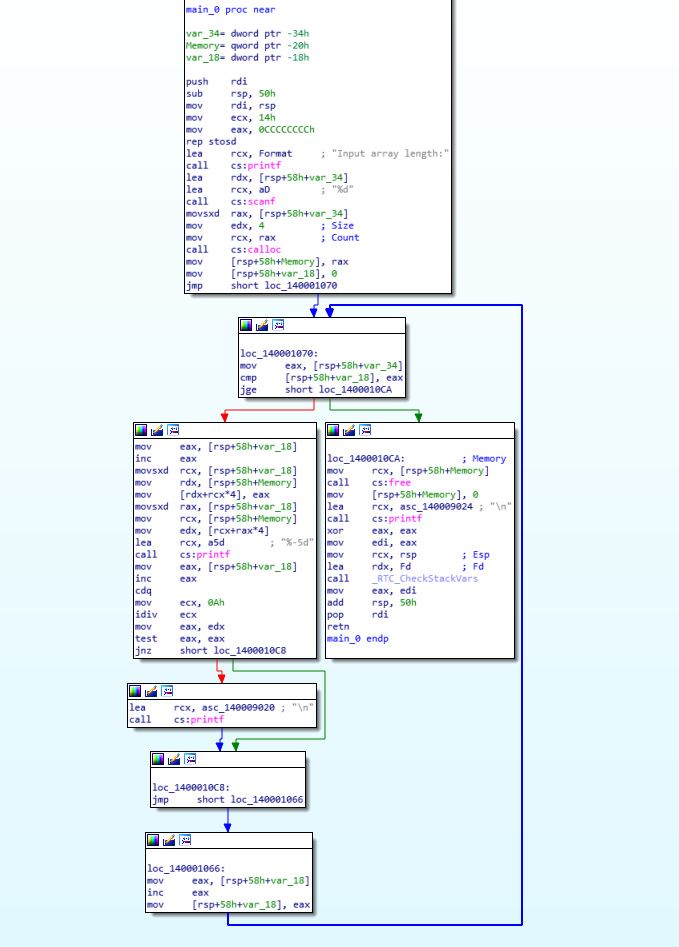 main_0 proc near
var_34= dword ptr -34h
Memory= qword ptr -20h
var_18= dword ptr -18h
push rdi
sub rsp, 50h
mov rdi, rsp
mov ecx, 14h
mov eax, 0CCCCCCCCh
rep stosd
lea rcx, Format ; "Input array length:"
call cs:printf
lea rdx, [rsp+58h+var_34]
lea rcx, aD ; "%d"
call cs:scanf
movsxd rax, [rsp+58h+var_34]
mov edx, 4 ; Size
mov rcx, rax ; Count
call cs:calloc
mov [rsp+58h+Memory], rax
mov [rsp+58h+var_18], 0
jmp short loc_140001070
loc_140001070:
mov eax, [rsp+58h+var_34]
cmp [rsp+58h+var_18], eax
jge short loc_1400010CA
mov eax, [rsp+58h+var_18]
inc eax
movsxd rcx, [rsp+58h+var_18]
mov rdx, [rsp+58h+Memory]
mov [rdx+rcx*4], eax
movsxd rax, [rsp+58h+var_18]
mov rcx, [rsp+58h+Memory]
mov edx, [rcx+rax*4]
lea rcx, a5d ; "%-5d"
call cs:printf
mov eax, [rsp+58h+var_18]
inc eax
cdq
mov ecx, 0Ah
idiv ecx
mov eax, edx
test eax, eax
jnz short loc_1400010C8
loc_1400010CA: ; Memory
mov rcx, [rsp+58h+Memory]
call cs:free
mov [rsp+58h+Memory], 0
lea rcx, asc_140009024 ; "\n"
call cs:printf
xor eax, eax
mov edi, eax
mov rcx, rsp ; Esp
lea rdx, Fd ; Fd
call _RTC_CheckStackVars
mov eax, edi
add rsp, 50h
pop rdi
retn
main_0 endp
lea rcx, asc_140009020 ; "\n"
call cs:printf
loc_1400010C8:
jmp short loc_140001066
loc_140001066:
mov eax, [rsp+58h+var_18]
inc eax
mov [rsp+58h+var_18], eax